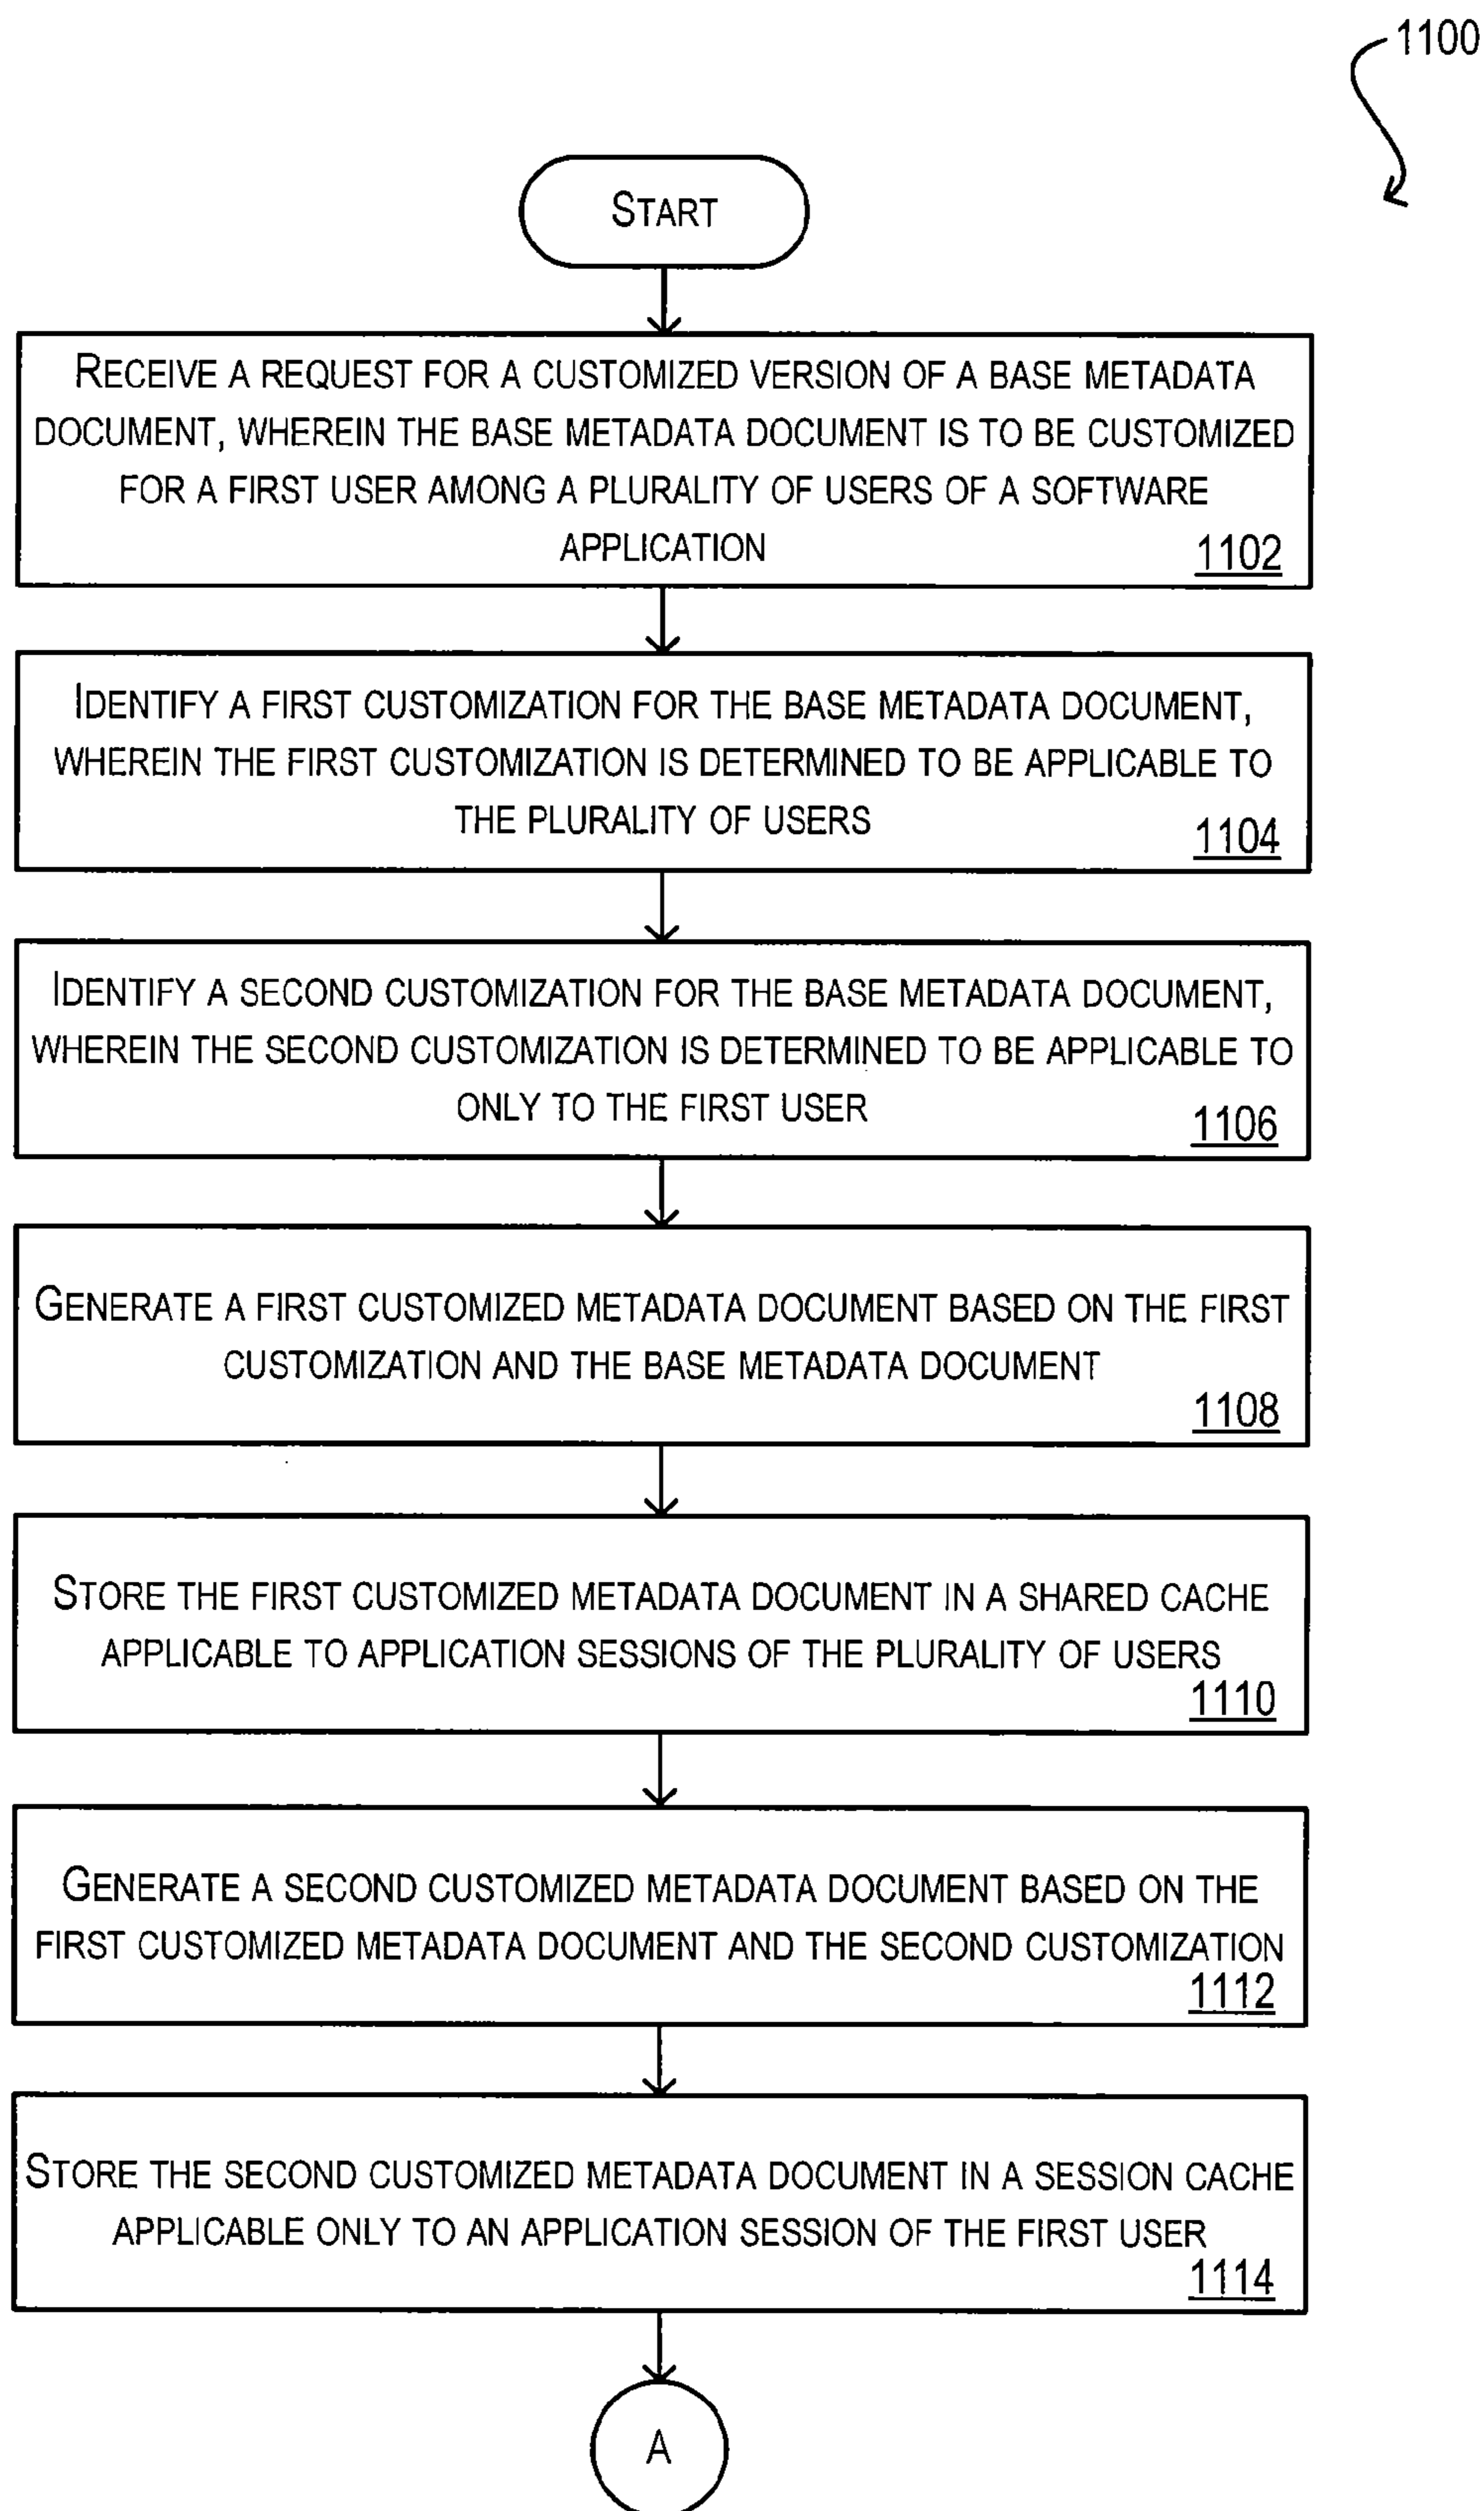 1100
START
RECEIVE A REQUEST FOR A CUSTOMIZED VERSION OF A BASE METADATA
DOCUMENT, WHEREIN THE BASE METADATA DOCUMENT IS TO BE CUSTOMIZED
FOR A FIRST USER AMONG A PLURALITY OF USERS OF A SOFTWARE
APPLICATION
1102
IDENTIFY A FIRST CUSTOMIZATION FOR THE BASE METADATA DOCUMENT,
WHEREIN THE FIRST CUSTOMIZATION IS DETERMINED TO BE APPLICABLE TO
THE PLURALITY OF USERS
1104
IDENTIFY A SECOND CUSTOMIZATION FOR THE BASE METADATA DOCUMENT,
WHEREIN THE SECOND CUSTOMIZATION IS DETERMINED TO BE APPLICABLE TO
ONLY TO THE FIRST USER
1106
GENERATE A FIRST CUSTOMIZED METADATA DOCUMENT BASED ON THE FIRST
CUSTOMIZATION AND THE BASE METADATA DOCUMENT
1108
STORE THE FIRST CUSTOMIZED METADATA DOCUMENT IN A SHARED CACHE
APPLICABLE TO APPLICATION SESSIONS OF THE PLURALITY OF USERS
1110
GENERATE A SECOND CUSTOMIZED METADATA DOCUMENT BASED ON THE
FIRST CUSTOMIZED METADATA DOCUMENT AND THE SECOND CUSTOMIZATION
1112
STORE THE SECOND CUSTOMIZED METADATA DOCUMENT IN A SESSION CACHE
APPLICABLE ONLY TO AN APPLICATION SESSION OF THE FIRST USER
1114
A